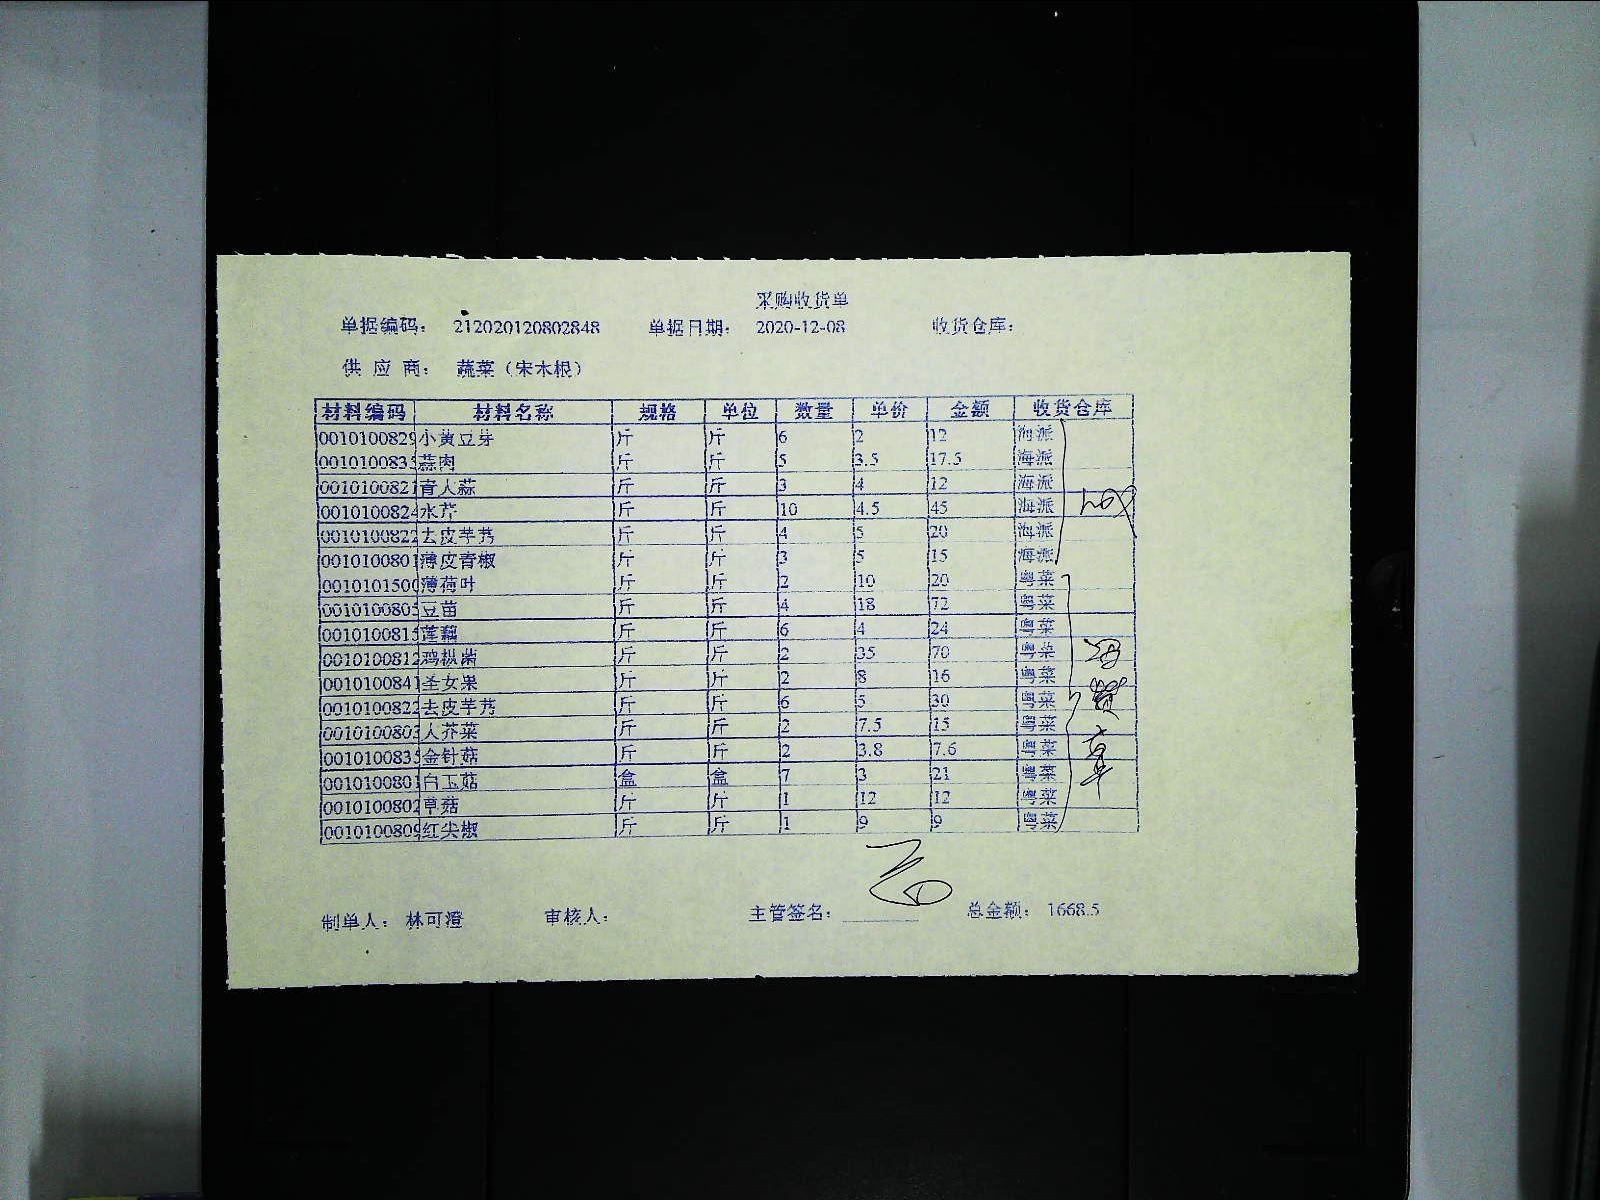 采购收货单
单据编码： 212020120802848 单据日期： 2020-12-08 收货仓库：
供 应 商： 蔬菜（宋木根）
材料编码 材料名称 规格 单位 数量 单价 金额 收货仓库
0010100829 小黄豆芽 斤 斤 6 2 12 海派
001010083 蒜肉 斤 斤 5 3.5 17.5 海派
0010100821 青大蒜 斤 斤 3 4 12 海派
0010100824 水芹 斤 斤 10 4.5 45 海派
0010100822 去皮芋艿 斤 斤 4 5 20 海派
0010100801 薄皮青椒 斤 斤 3 5 15 海派
0010101500 薄荷叶 斤 斤 2 10 20 粤菜
001010080 豆苗 斤 斤 4 18 72 粤菜
001010081 莲藕 斤 斤 6 4 24 粤菜
0010100812 鸡枞菌 斤 斤 2 35 70 粤菜
0010100841 圣女果 斤 斤 2 8 16 粤菜
0010100822 去皮芋艿 斤 斤 6 5 30 粤菜
001010080 大芥菜 斤 斤 2 7.5 15 粤菜
001010083 金针菇 斤 斤 2 3.8 7.6 粤菜
0010100801 白玉菇 盒 盒 7 3 21 粤菜
0010100802 草菇 斤 斤 1 12 12 粤菜
0010100809 红尖椒 斤 斤 1 9 9 粤菜
制单人： 林可澄 审核人： 主管签名： 总金额： 1668.5